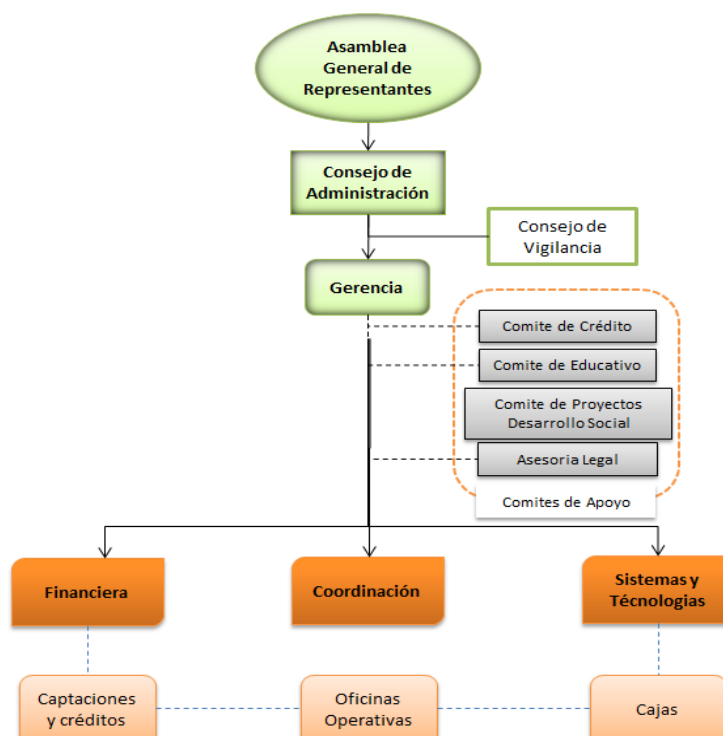 Asamblea
General de
Representantes
Consejo de
Administración
Consejo de
Vigilancia
Gerencia
Comite de Crédito
Comite de Educativo
Comite de Proyectos
Desarrollo Social
Asesoria Legal
Comites de Apoyo
Financiera
Coordinación
Sistemas y
Técnologias
Captaciones
y créditos
Oficinas
Operativas
Cajas